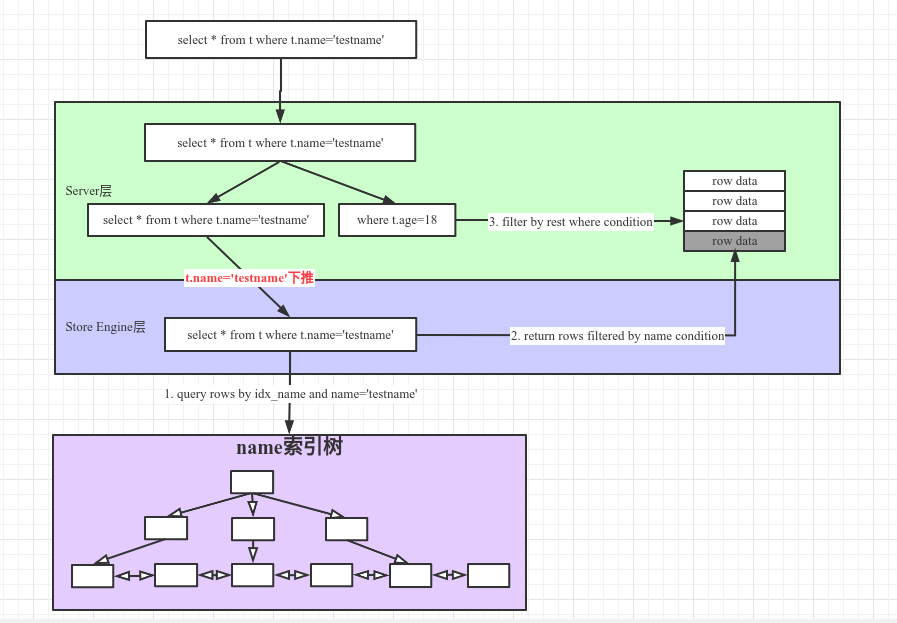 select * from t where t.name='testname'
select * from t where t.name='testname'
Server层
select * from t where t.name='testname'
where t.age=18
3. filter by rest where condition
row data
row data
row data
row data
t.name='testname'下推
Store Engine层
select * from t where t.name='testname'
2. return rows filtered by name condition
1. query rows by idx_name and name='testname'
name索引树